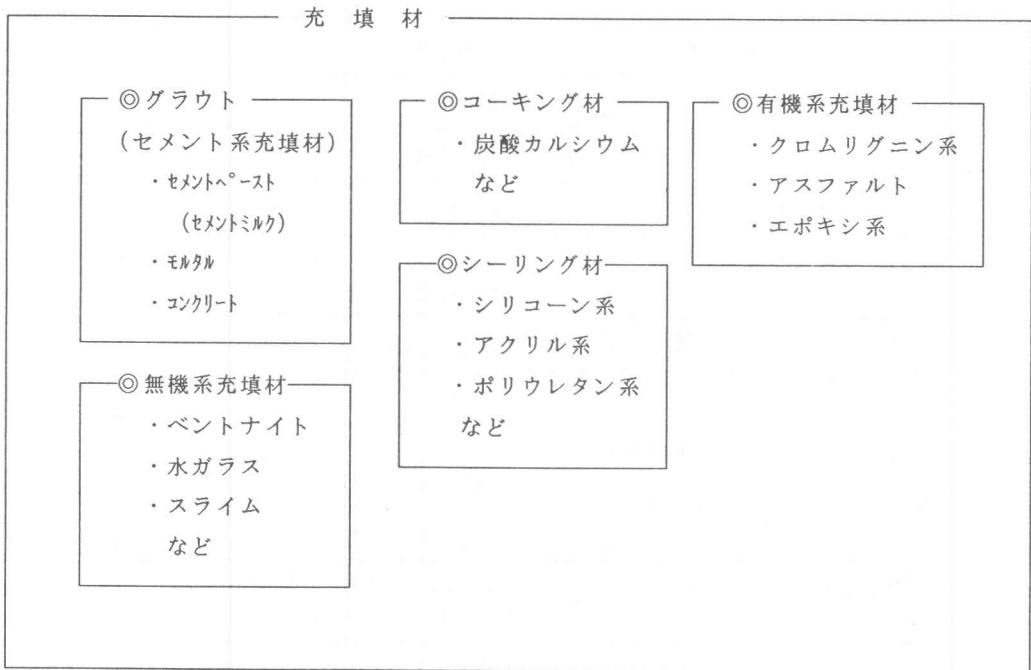 充填材
◎グラウト
(セメント系充填材)
・セメントペースト
(セメントミルク)
・モルタル
・コンクリート
◎無機系充填材
・ベントナイト
・水ガラス
・スライム
など
◎コーキング材
・炭酸カルシウム
など
◎シーリング材
・シリコーン系
・アクリル系
・ポリウレタン系
など
◎有機系充填材
・クロムリグニン系
・アスファルト
・エポキシ系